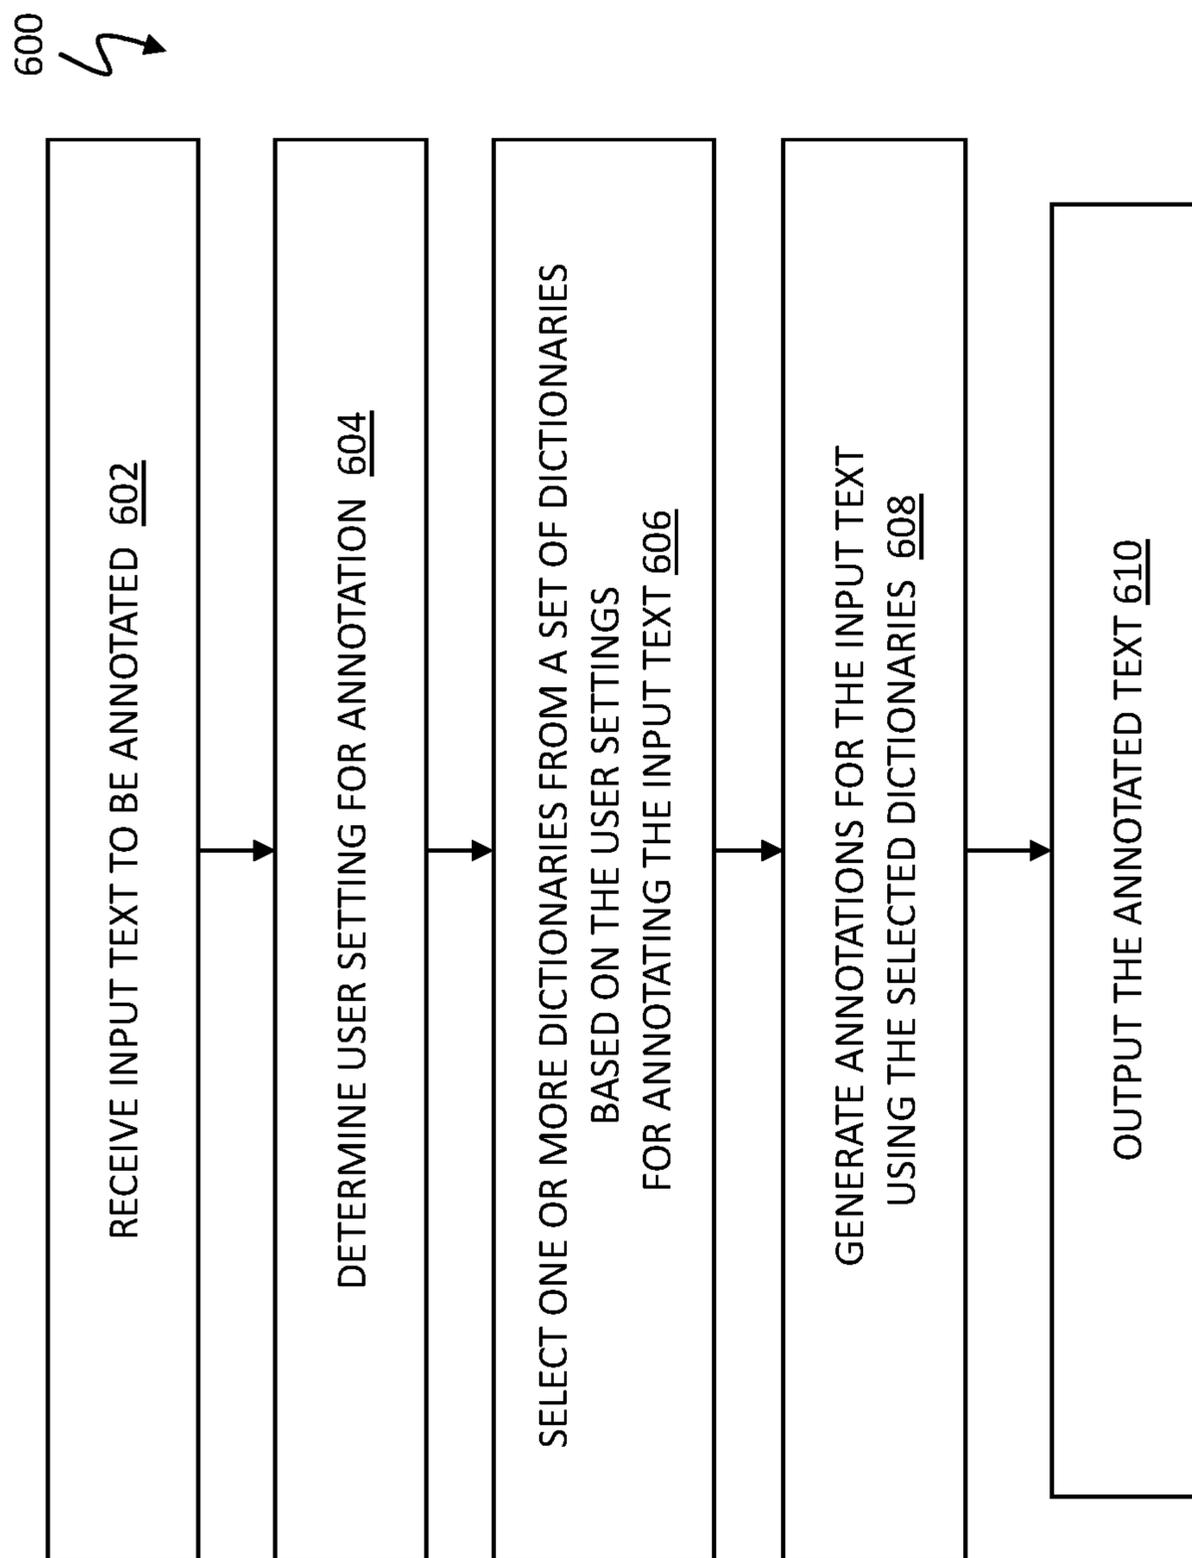 600
RECEIVE INPUT TEXT TO BE ANNOTATED 602
DETERMINE USER SETTING FOR ANNOTATION 604
SELECT ONE OR MORE DICTIONARIES FROM A SET OF DICTIONARIES
BASED ON THE USER SETTINGS
FOR ANNOTATING THE INPUT TEXT 606
GENERATE ANNOTATIONS FOR THE INPUT TEXT
USING THE SELECTED DICTIONARIES 608
OUTPUT THE ANNOTATED TEXT 610